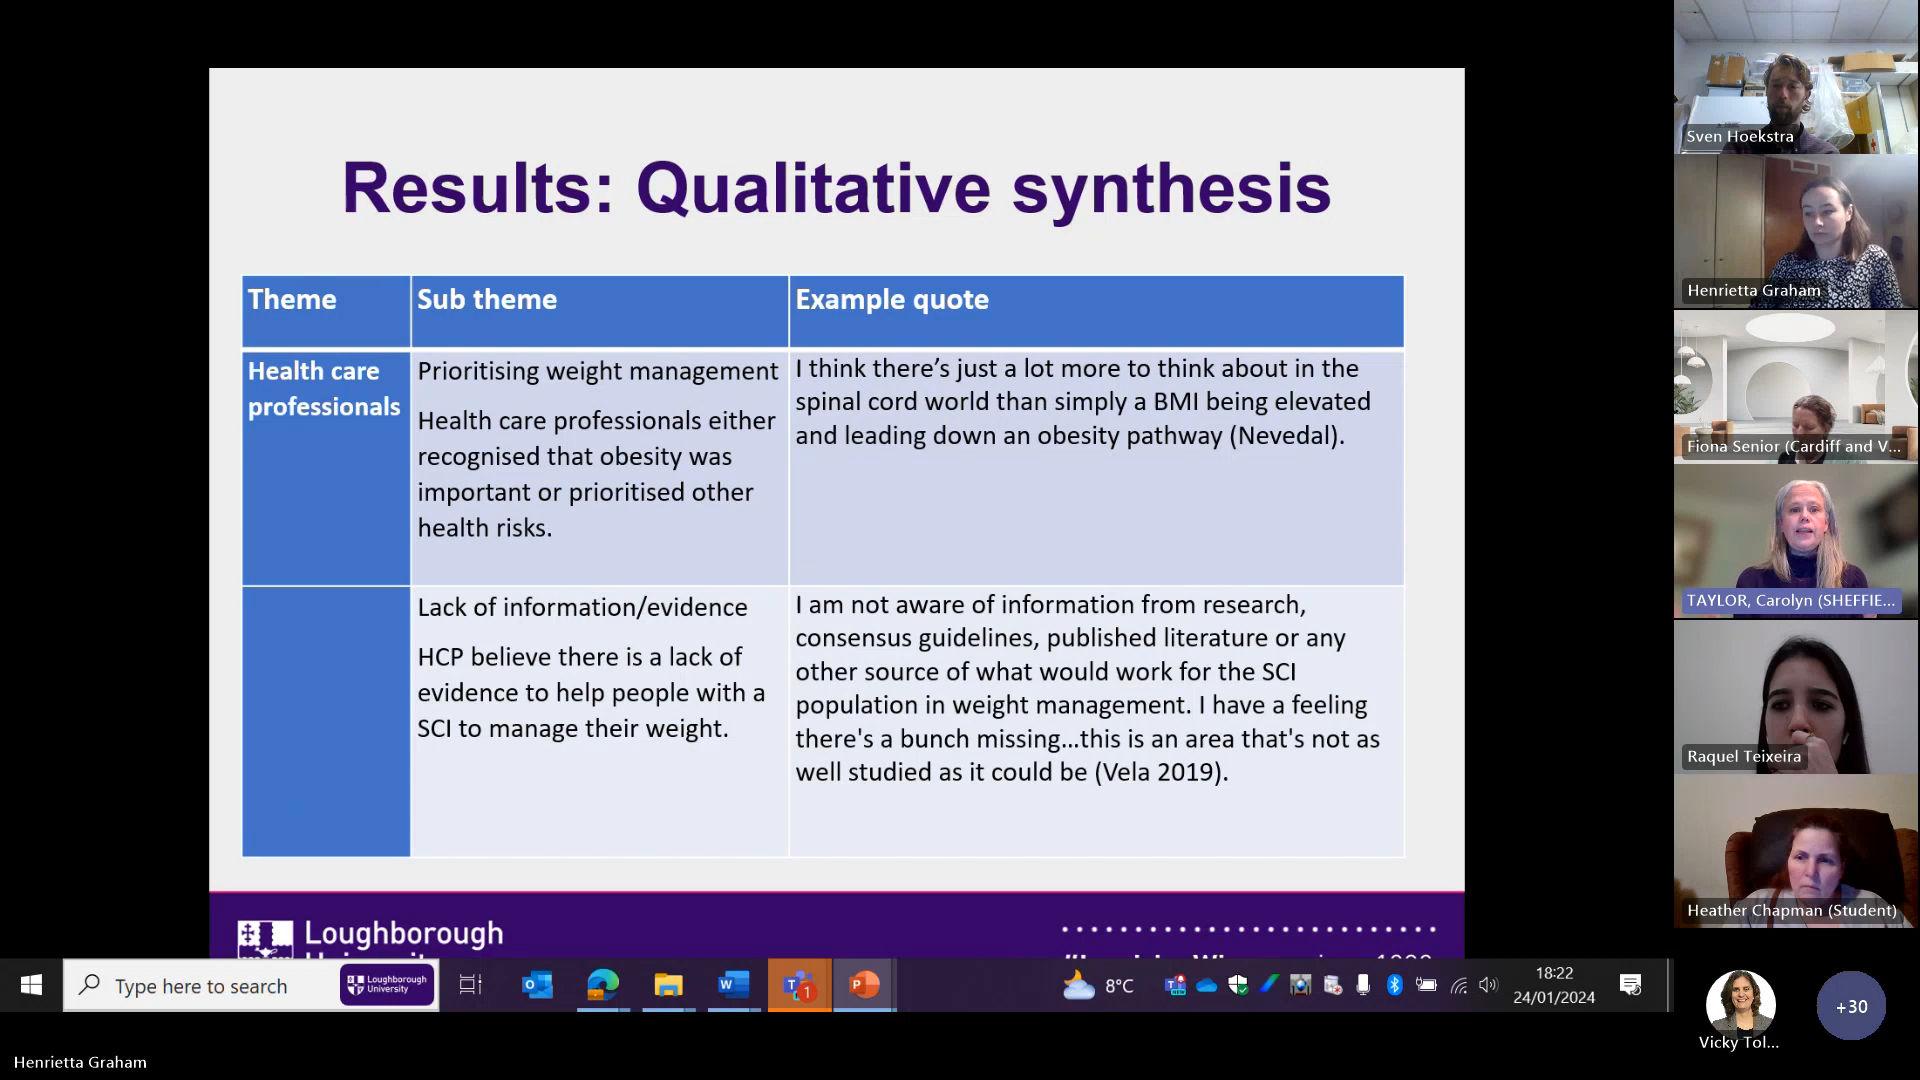 Results: Qualitative synthesis
Theme
Sub theme
Example quote
Health care
professionals
Prioritising weight management
Health care professionals either
recognised that obesity was
important or prioritised other
health risks.
I think there’s just a lot more to think about in the
spinal cord world than simply a BMI being elevated
and leading down an obesity pathway (Nevedal).
Lack of information/evidence
HCP believe there is a lack of
evidence to help people with a
SCI to manage their weight.
I am not aware of information from research,
consensus guidelines, published literature or any
other source of what would work for the SCI
population in weight management. I have a feeling
there's a bunch missing...this is an area that's not as
well studied as it could be (Vela 2019).
Loughborough
Type here to search
Loughborough
University
1
8°C
18:22
24/01/2024
Henrietta Graham
Sven Hoekstra
Henrietta Graham
Fiona Senior (Cardiff and V...
TAYLOR, Carolyn (SHEFFIE...
Raquel Teixeira
Heather Chapman (Student)
Vicky Tol...
+30